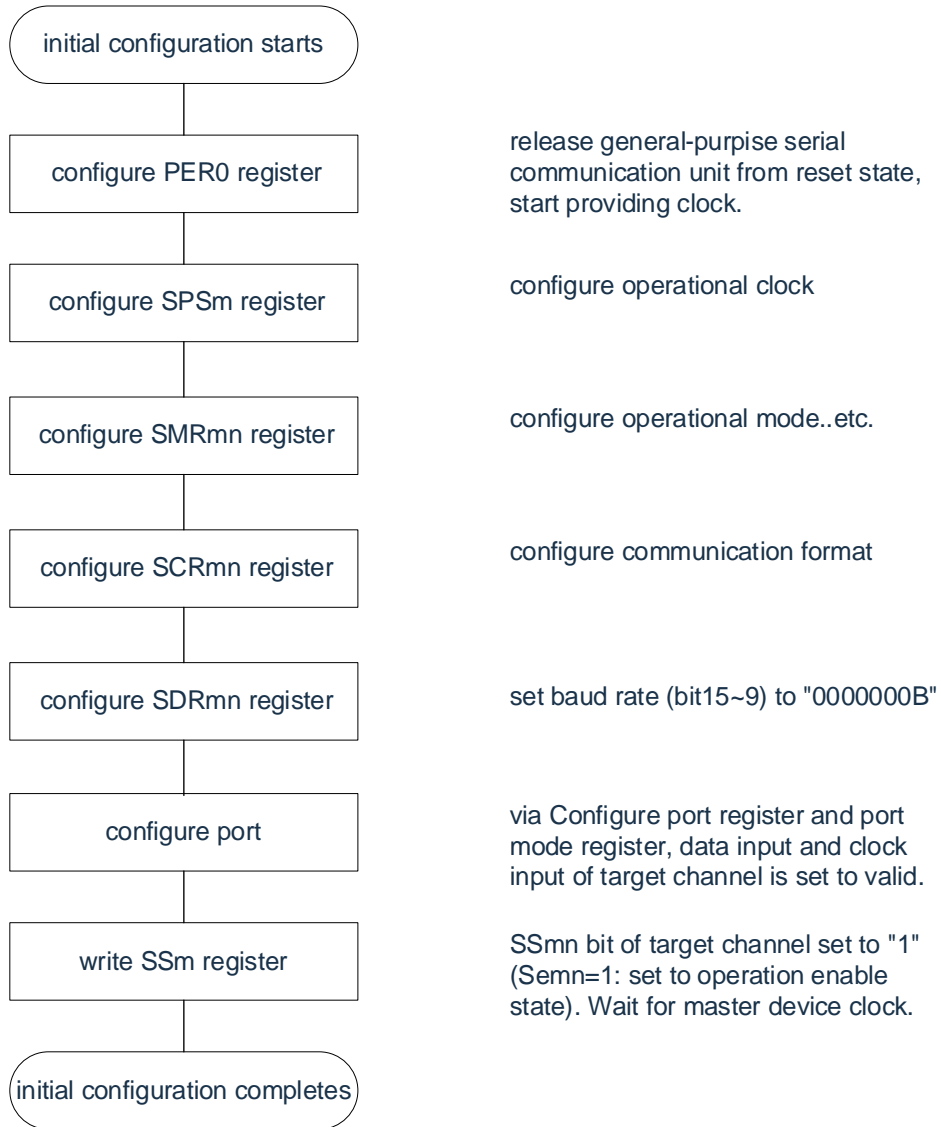 initial configuration starts
configure PER0 register
release general-purpise serial
communication unit from reset state,
start providing clock.
configure SPSm register
configure operational clock
configure SMRmn register
configure operational mode..etc.
configure SCRmn register
configure communication format
configure SDRmn register
set baud rate (bit15~9) to "0000000B"
configure port
via Configure port register and port
mode register, data input and clock
input of target channel is set to valid.
write SSm register
SSmn bit of target channel set to "1"
(Semn=1: set to operation enable
state). Wait for master device clock.
initial configuration completes